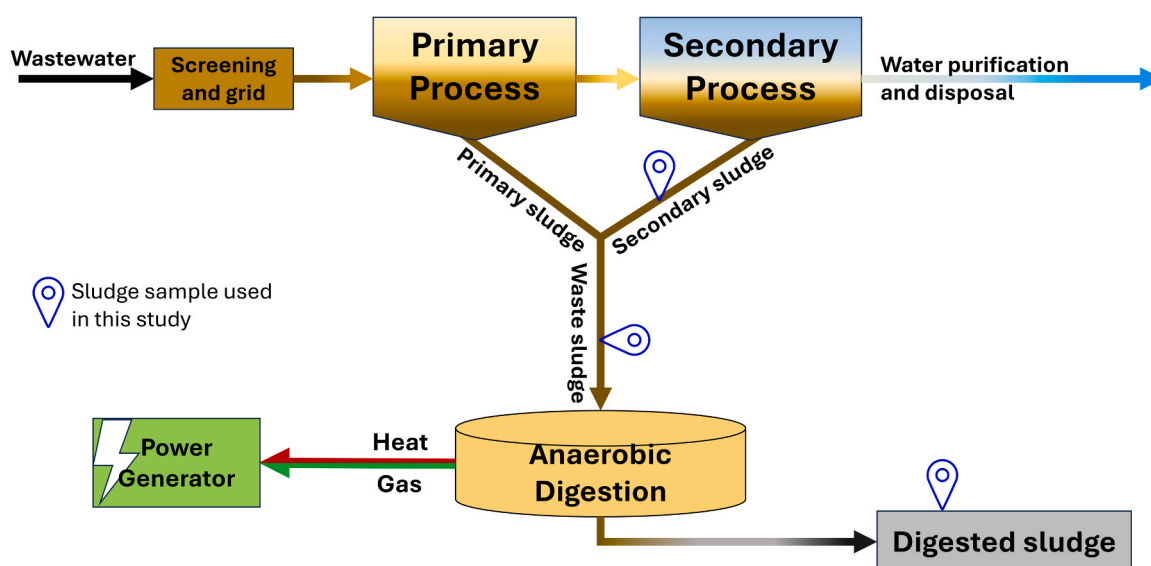 Wastewater
Screening
and grid
Primary
Process
Secondary
Process
Water purification
and disposal
Primary sludge
Secondary sludge
Waste sludge
Sludge sample used
in this study
Power
Generator
Heat
Gas
Anaerobic
Digestion
Digested sludge